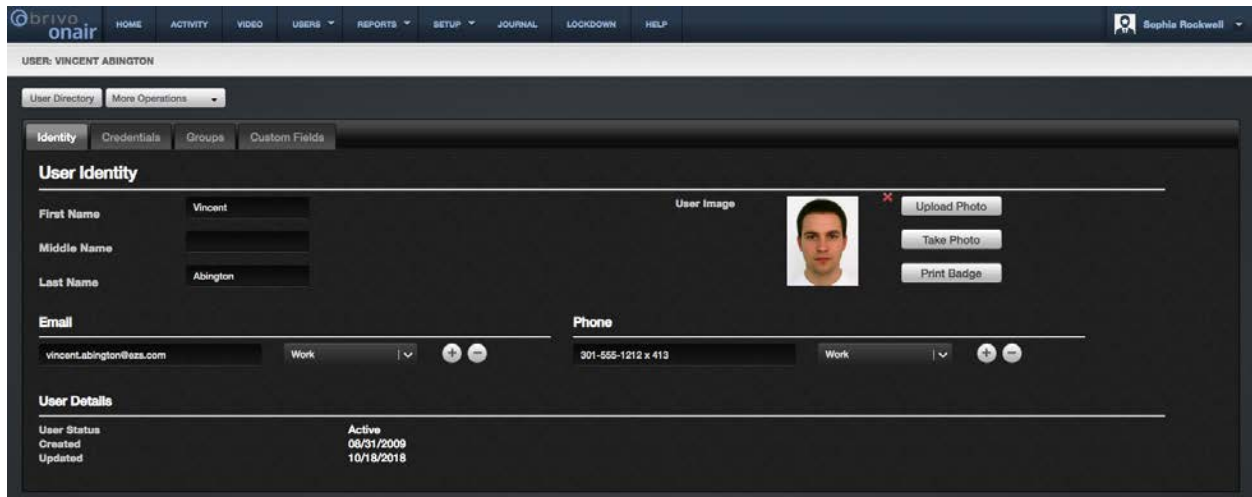 brivo
onair
HOME ACTIVITY VIDEO USERS REPORTS SETUP JOURNAL LOCKDOWN HELP Sophia Rockwell
USER: VINCENT ABINGTON
User Directory More Operations
Identity Credentials Groups Custom Fields
User Identity
First Name Vincent User Image Upload Photo
Middle Name Take Photo
Last Name Abington Print Badge
Email Phone
vincent.abington@ezs.com Work 301-555-1212 x 413 Work
User Details
User Status Active
Created 08/31/2009
Updated 10/18/2018